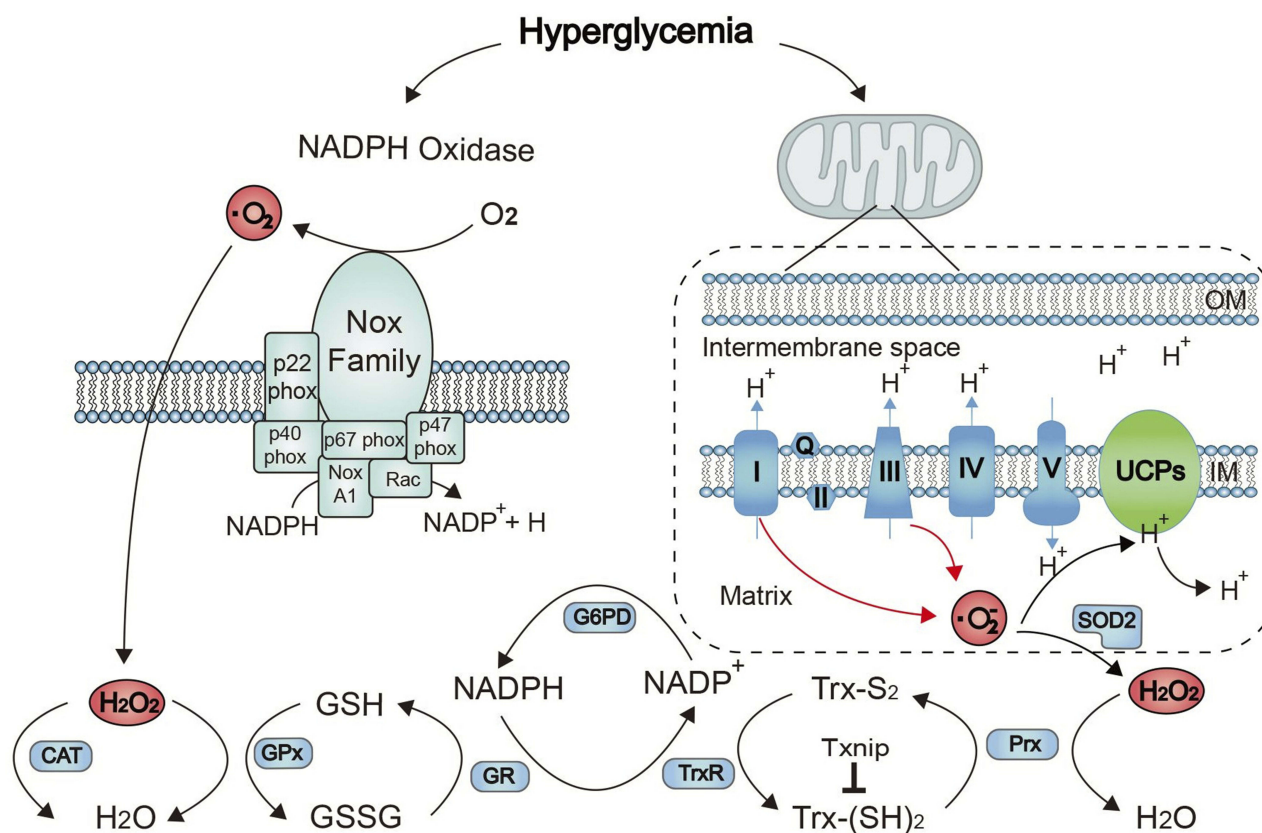 Hyperglycemia
NADPH Oxidase
·O2
O2
Nox
Family
p22
phox
p40
phox
p67 phox
p47
phox
Nox
A1
Rac
NADPH
NADP+ + H
OM
Intermembrane space
H+
H+
H+
H+
H+
I
Q
II
III
IV
V
UCPs
IM
H+
H+
H+
Matrix
·O2-
SOD2
G6PD
NADPH
NADP+
H2O2
GSH
Trx-S2
H2O2
CAT
GPx
GR
TrxR
Txnip
Prx
H2O
GSSG
Trx-(SH)2
H2O